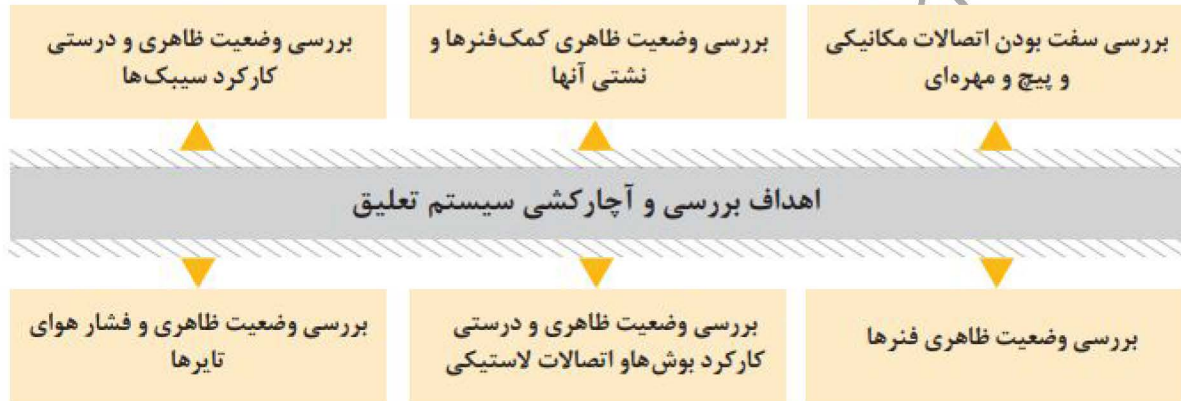 بررسی سفت بودن اتصالات مکانیکی
و پیچ و مهره‌ای
بررسی وضعیت ظاهری کمک‌فنرها و
نشتی آنها
بررسی وضعیت ظاهری و درستی
کارکرد سیبک‌ها
اهداف بررسی و آچارکشی سیستم تعلیق
بررسی وضعیت ظاهری فنرها
بررسی وضعیت ظاهری و درستی
کارکرد بوش‌هاو اتصالات لاستیکی
بررسی وضعیت ظاهری و فشار هوای
تایرها